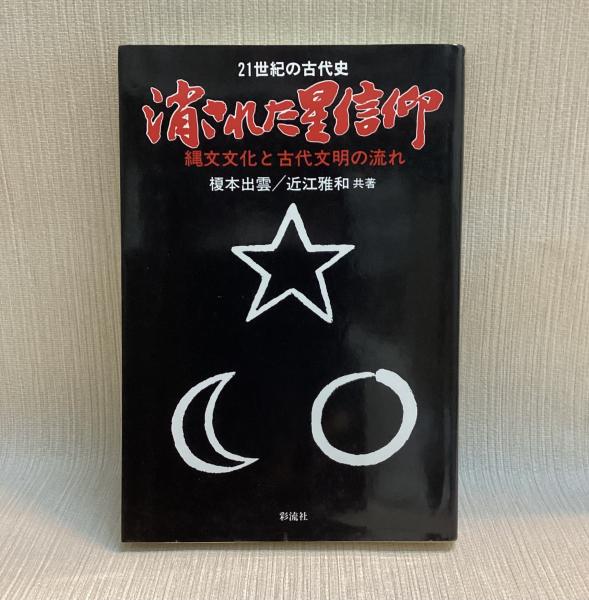 21世紀の古代史
消された星信仰
縄文文化と古代文明の流れ
榎本出雲／近江雅和 共著
彩流社